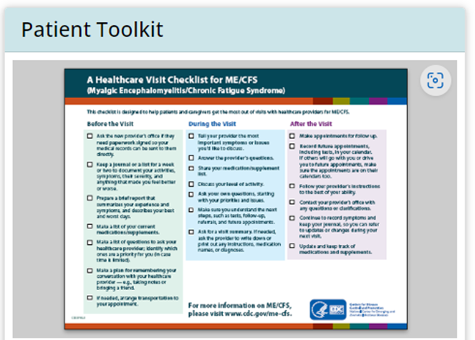 Patient Toolkit
A Healthcare Visit Checklist for ME/CFS
(Myalgic Encephalomyelitis/Chronic Fatigue Syndrome)
This checklist is designed to help patients and caregivers get the most out of visits with healthcare providers for ME/CFS.
Before the Visit
Ask the new provider's office if they
need paperwork signed so your
medical records can be sent to them
directly.
Keep a journal or a list for a week
or two to document your activities,
symptoms, their severity, and
anything that made you feel better
or worse.
Prepare a brief report that
summarizes your experience and
symptoms, and describes your best
and worst days.
Make a list of your current
medications/supplements.
Make a list of questions to ask your
healthcare provider; identify which
ones are a priority for you (in case
time is limited).
Make a plan for remembering your
conversation with your healthcare
provider — e.g., taking notes or
bringing a friend.
If needed, arrange transportation to
your appointment.
During the Visit
Tell your provider the most
important symptoms or issues
you'd like to discuss.
Answer the provider's questions.
Share your medication/supplement
list.
Discuss your level of activity.
Ask your own questions, starting
with your priorities and issues.
Make sure you understand the next
steps, such as tests, follow-up,
referrals, and future appointments.
Ask for a visit summary. If needed,
ask the provider to write down or
print out any instructions, medication
names, or diagnoses.
After the Visit
Make appointments for follow up.
Record future appointments,
including tests, in your calendar.
If others will go with you or drive
you to future appointments, make
sure the appointments are on their
calendars too.
Follow your provider's instructions
to the best of your ability.
Contact your provider's office with
any questions or clarifications.
Continue to record symptoms and
keep your journal, so you can refer
to updates or changes during your
next visit.
Update and keep track of
medications and supplements.
For more information on ME/CFS,
please visit www.cdc.gov/me-cfs.
CDC